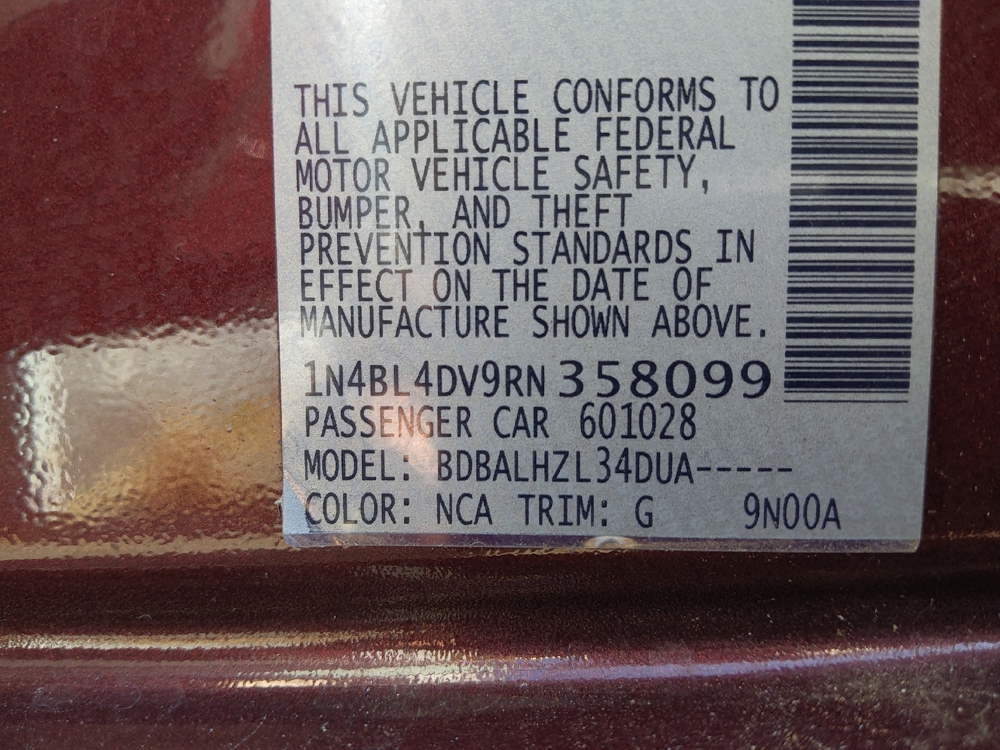 THIS VEHICLE CONFORMS TO
ALL APPLICABLE FEDERAL
MOTOR VEHICLE SAFETY,
BUMPER, AND THEFT
PREVENTION STANDARDS IN
EFFECT ON THE DATE OF
MANUFACTURE SHOWN ABOVE.
1N4BL4DV9RN358099
PASSENGER CAR 601028
MODEL: BDBALHZL34DUA-----
COLOR: NCA TRIM: G 9N00A